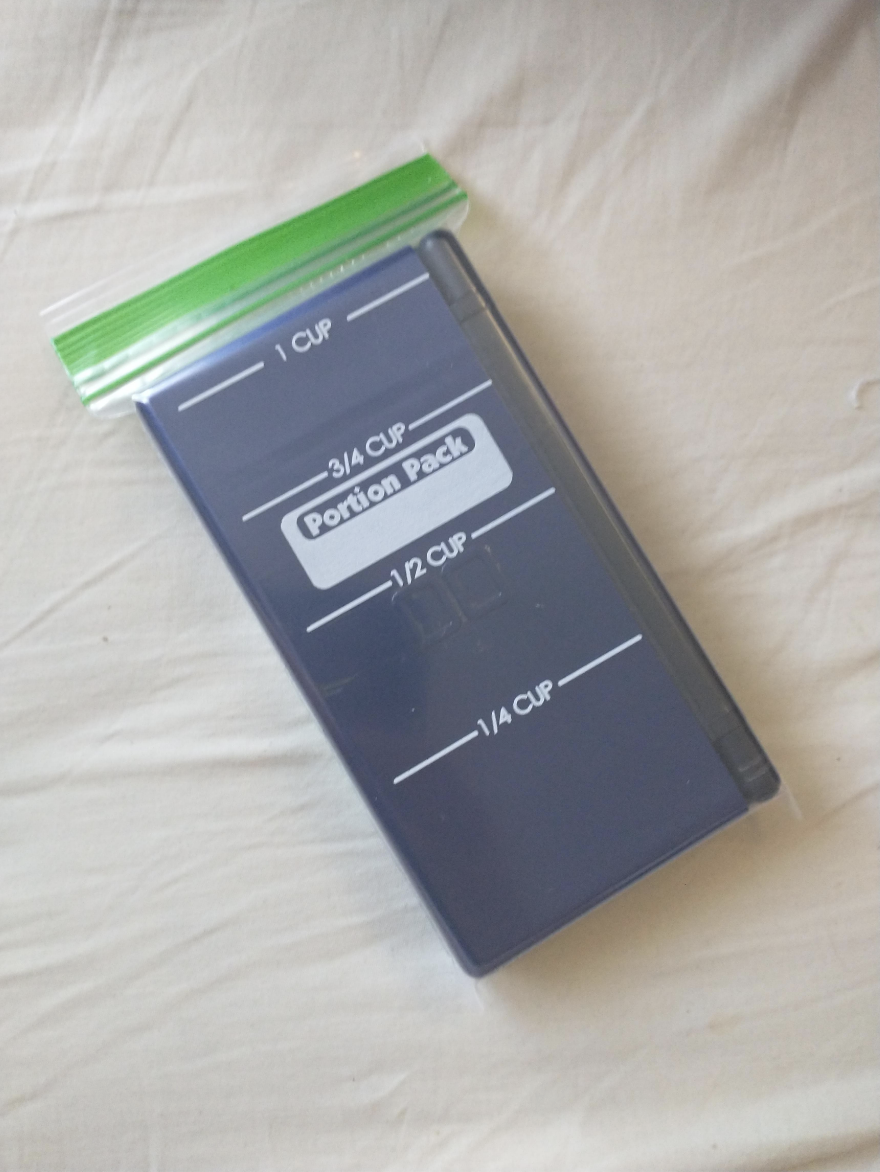 1 CUP
3/4 CUP
Portion Pack
1/2 CUP
1/4 CUP